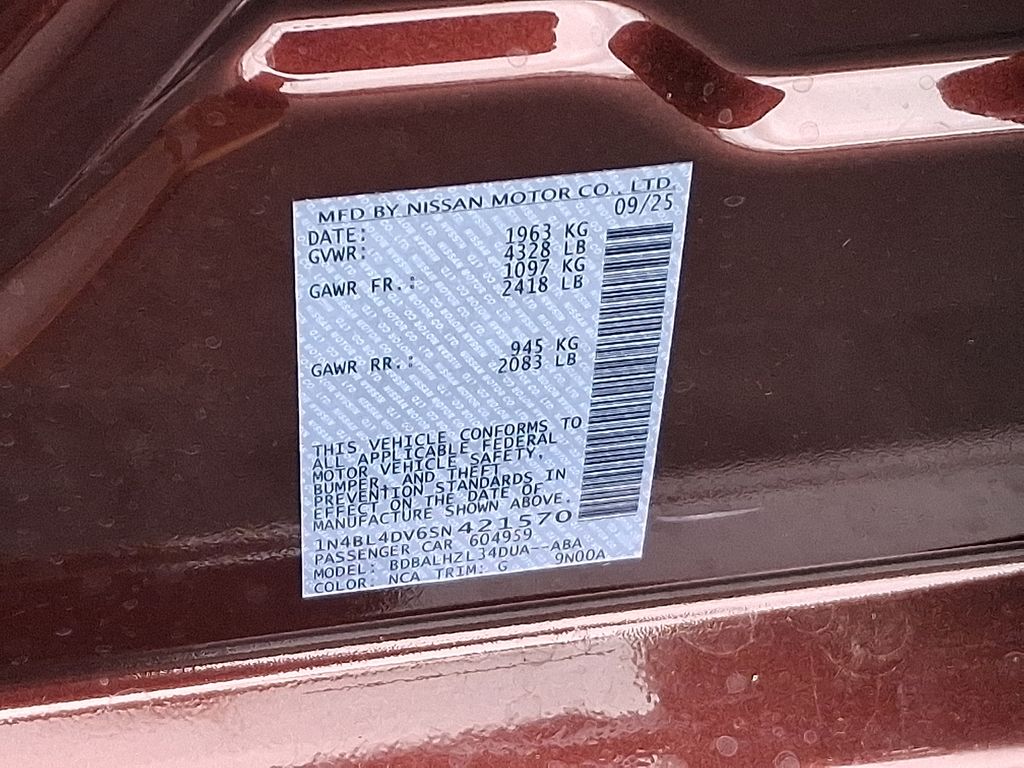 MFD BY NISSAN MOTOR CO., LTD.
DATE: 09/25
GVWR: 1963 KG
4328 LB
1097 KG
GAWR FR.: 2418 LB
945 KG
GAWR RR.: 2083 LB
THIS VEHICLE CONFORMS TO
ALL APPLICABLE FEDERAL
MOTOR VEHICLE SAFETY,
BUMPER, AND THEFT
PREVENTION STANDARDS IN
EFFECT ON THE DATE OF
MANUFACTURE SHOWN ABOVE.
1N4BL4DV6SN421570
PASSENGER CAR 604959
MODEL: BDBALHZL34DUA--ABA
COLOR: NCA TRIM: G 9N00A